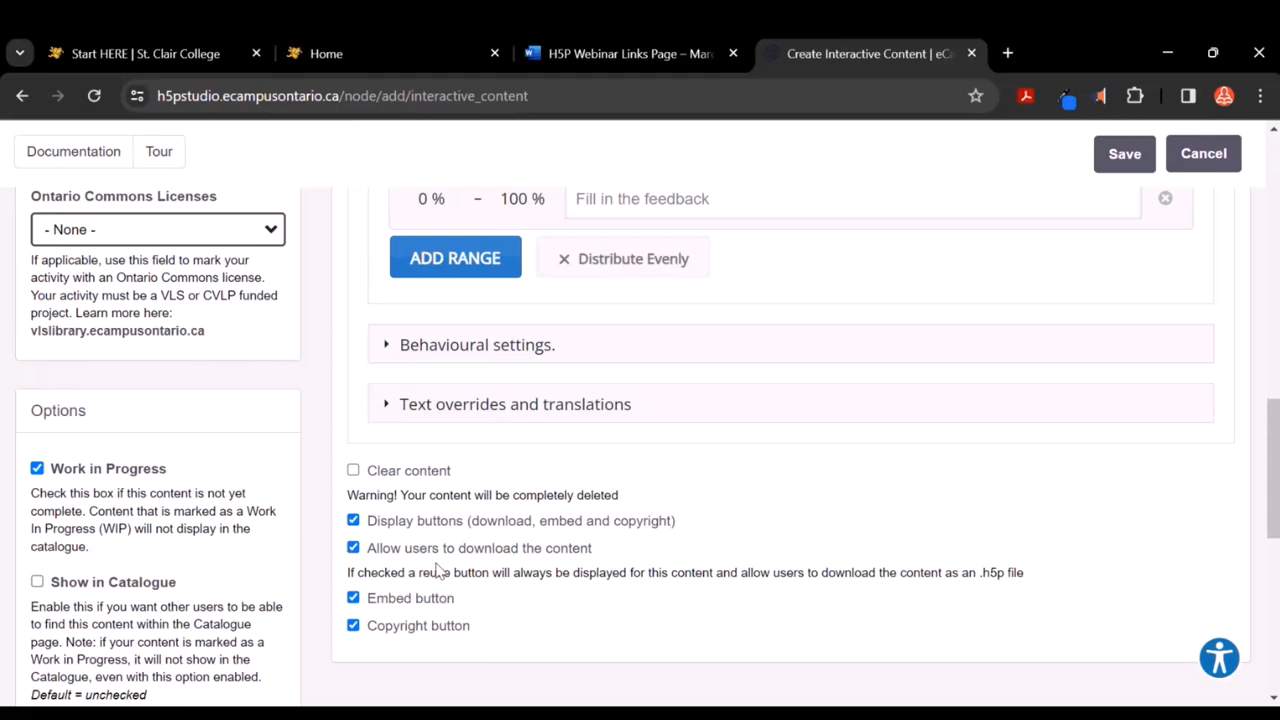 Start HERE | St. Clair College
Home
H5P Webinar Links Page – Mar
Create Interactive Content | eCa
h5pstudio.ecampusontario.ca/node/add/interactive_content
Documentation
Tour
Save
Cancel
Ontario Commons Licenses
- None -
If applicable, use this field to mark your
activity with an Ontario Commons license.
Your activity must be a VLS or CVLP funded
project. Learn more here:
vlslibrary.ecampusontario.ca
Options
Work in Progress
Check this box if this content is not yet
complete. Content that is marked as a Work
In Progress (WIP) will not display in the
catalogue.
Show in Catalogue
Enable this if you want other users to be able
to find this content within the Catalogue
page. Note: if your content is marked as a
Work in Progress, it will not show in the
Catalogue, even with this option enabled.
Default = unchecked
0 % – 100 % Fill in the feedback
ADD RANGE
Distribute Evenly
Behavioural settings.
Text overrides and translations
Clear content
Warning! Your content will be completely deleted
Display buttons (download, embed and copyright)
Allow users to download the content
If checked a reuse button will always be displayed for this content and allow users to download the content as an .h5p file
Embed button
Copyright button